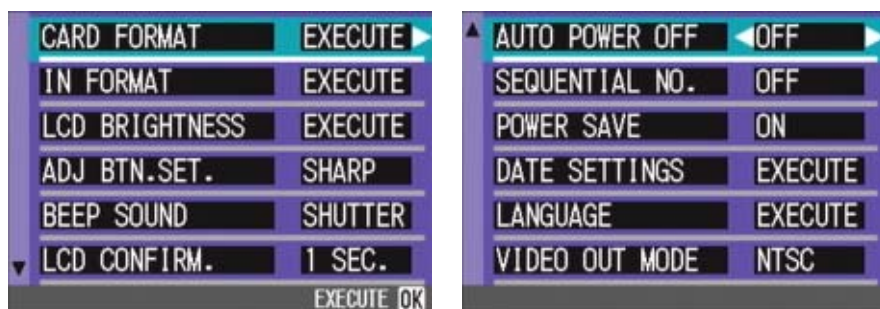 CARD FORMAT EXECUTE
IN FORMAT EXECUTE
LCD BRIGHTNESS EXECUTE
ADJ BTN.SET. SHARP
BEEP SOUND SHUTTER
LCD CONFIRM. 1 SEC.
EXECUTE OK
AUTO POWER OFF OFF
SEQUENTIAL NO. OFF
POWER SAVE ON
DATE SETTINGS EXECUTE
LANGUAGE EXECUTE
VIDEO OUT MODE NTSC